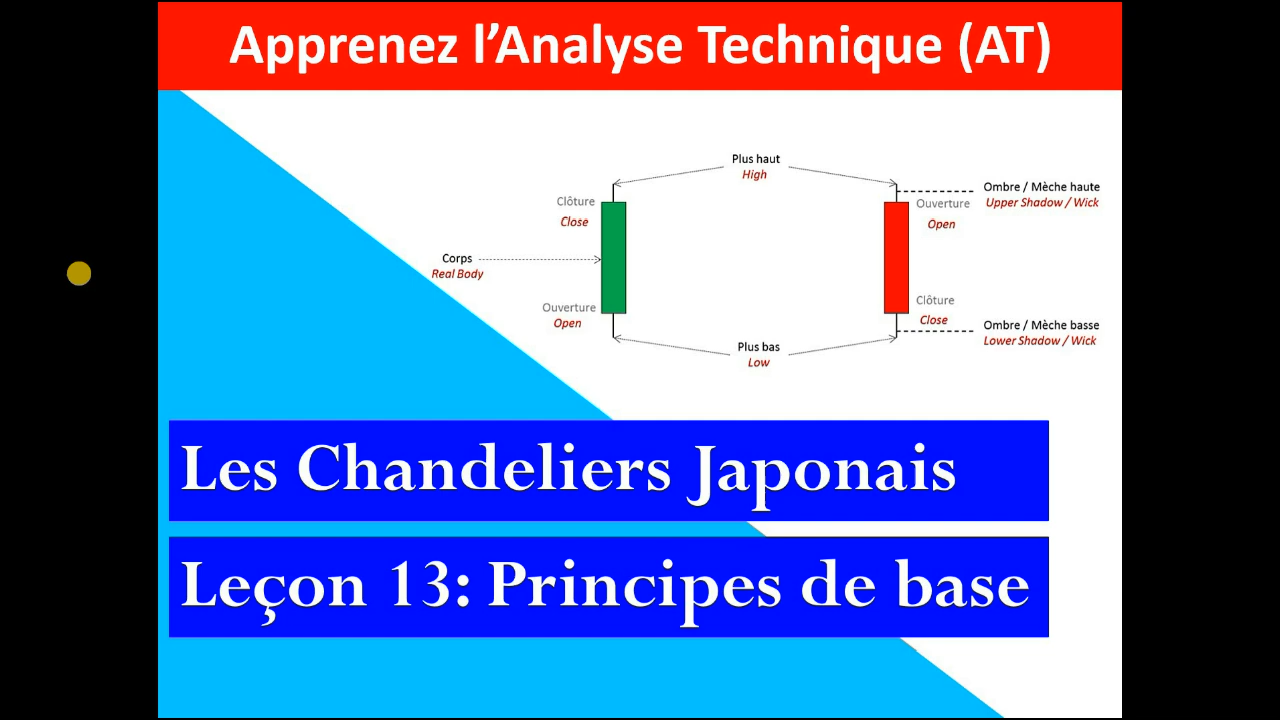 Apprenez l’Analyse Technique (AT)
Plus haut
High
Ombre / Mèche haute
Upper Shadow / Wick
Clôture
Close
Ouverture
Open
Corps
Real Body
Ouverture
Open
Clôture
Close
Ombre / Mèche basse
Lower Shadow / Wick
Plus bas
Low
Les Chandeliers Japonais
Leçon 13: Principes de base